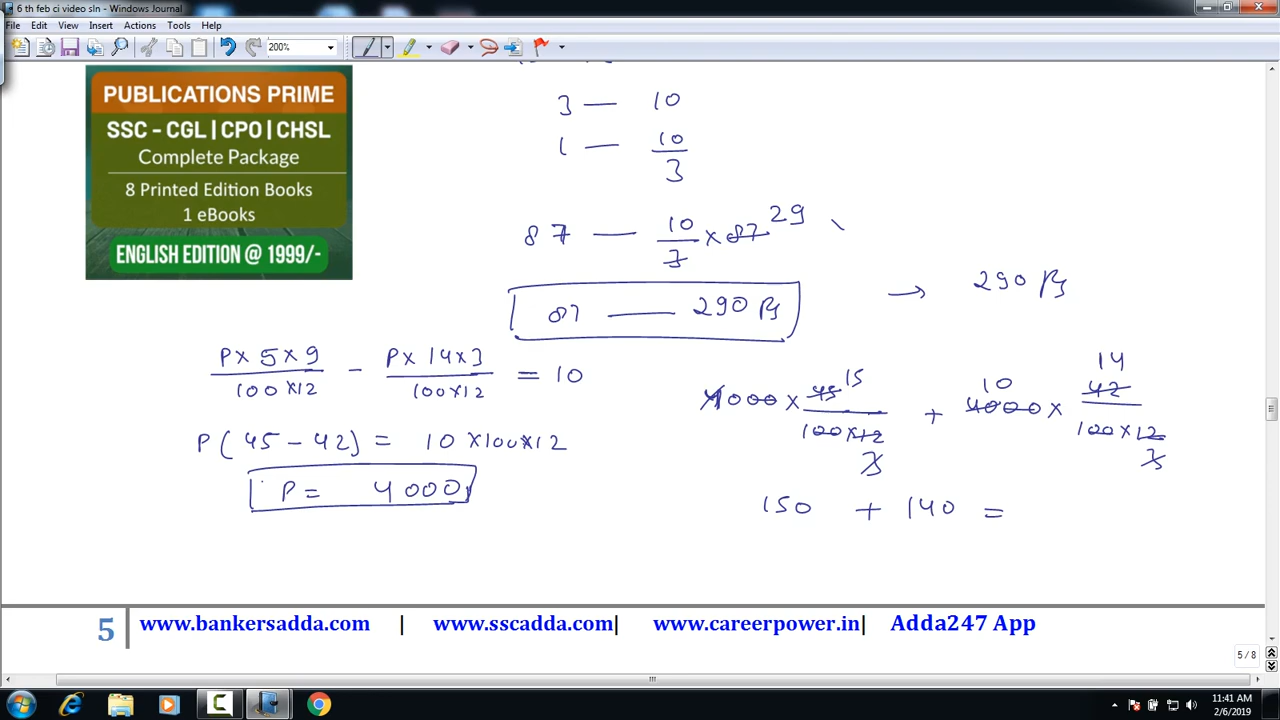 6 th feb ci video sln - Windows Journal
File Edit View Insert Actions Tools Help
200%
PUBLICATIONS PRIME
SSC - CGL | CPO | CHSL
Complete Package
8 Printed Edition Books
1 eBooks
ENGLISH EDITION @ 1999/-
3 — 10
1 — 10/3
87 — 10/3 × 87 29
87 — 290 Rs
→ 290 Rs
P× 5 × 9 / 100×12 - P× 14×3 / 100×12 = 10
P(45 - 42) = 10 ×100×12
P = 4000
4000 × 45 15 / 100×12 3 + 10 4000 × 14 42 / 100×12 3
150 + 140 =
5 | www.bankersadda.com | www.sscadda.com| www.careerpower.in| Adda247 App
5 / 8
11:41 AM
2/6/2019